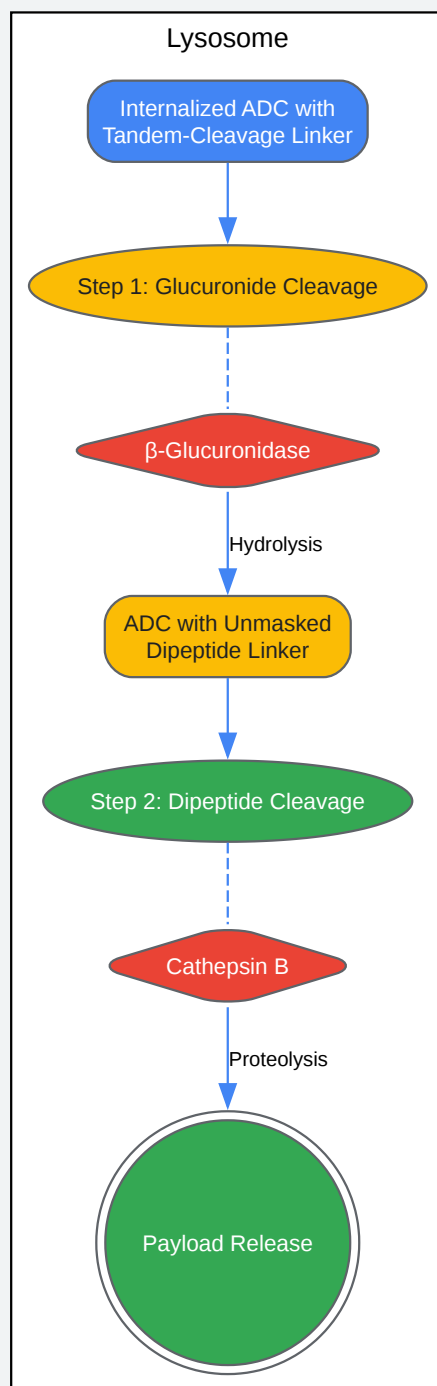 Lysosome
Internalized ADC with
Tandem-Cleavage Linker
Step 1: Glucuronide Cleavage
β-Glucuronidase
Hydrolysis
ADC with Unmasked
Dipeptide Linker
Step 2: Dipeptide Cleavage
Cathepsin B
Proteolysis
Payload Release